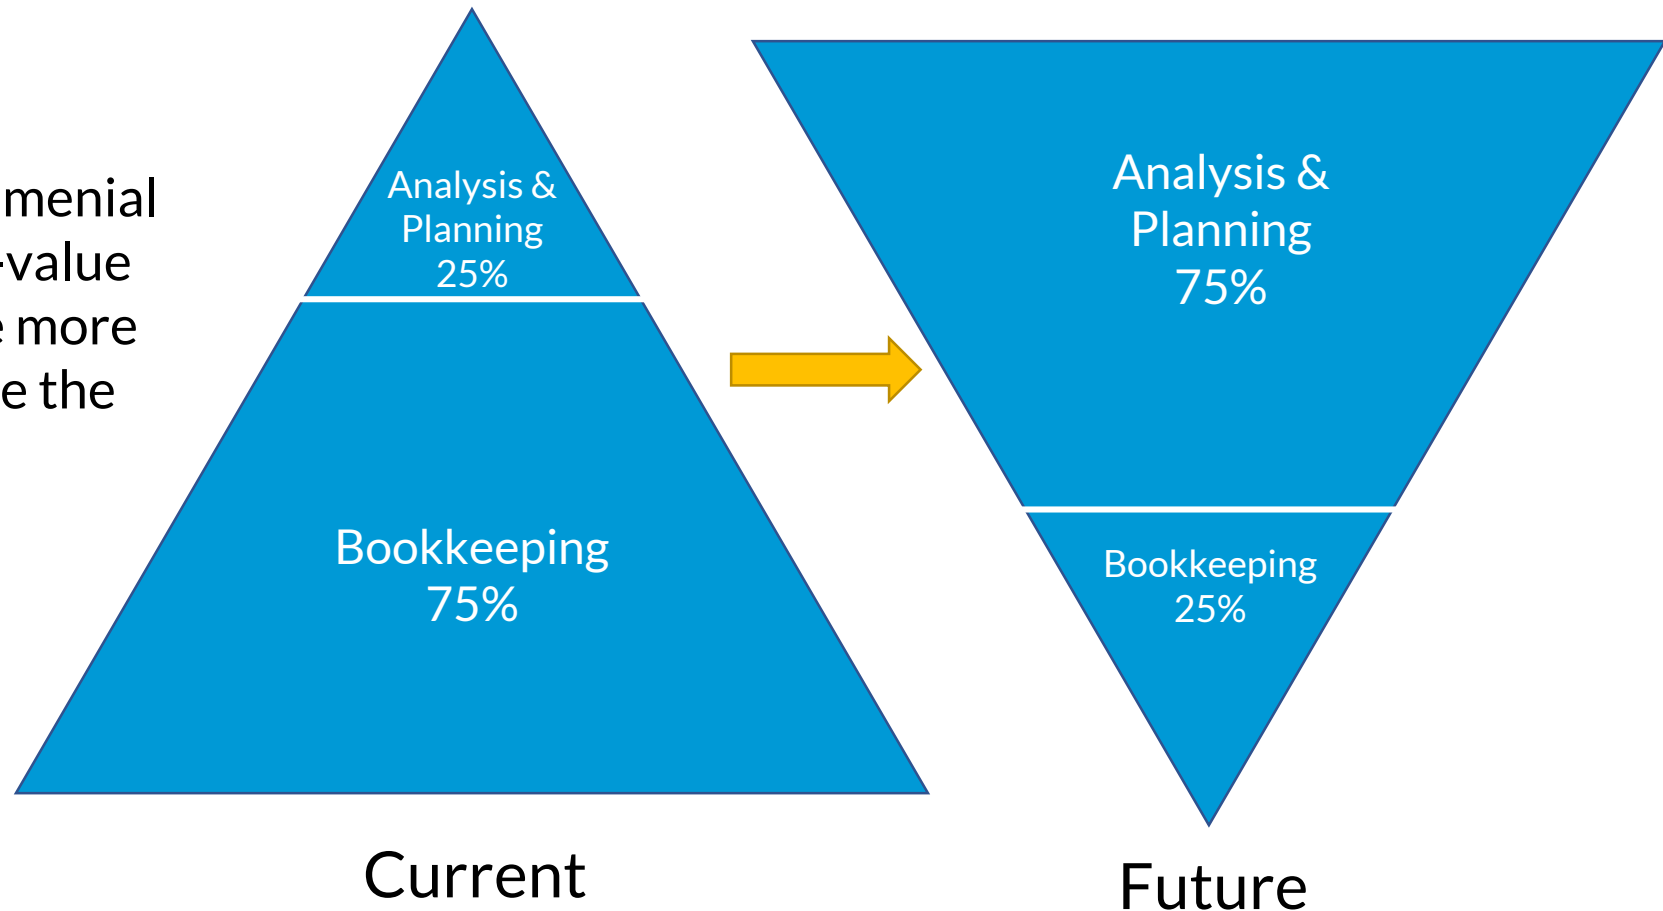 menial
-value
more
e the
Analysis &
Planning
25%
Bookkeeping
75%
Current
Analysis &
Planning
75%
Bookkeeping
25%
Future